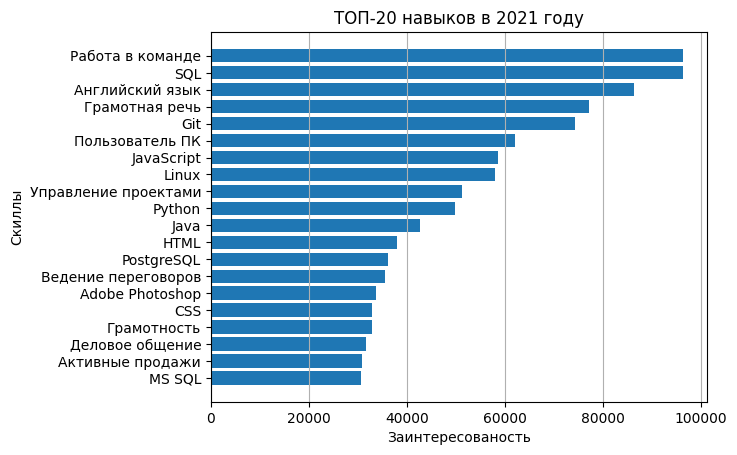 ТОП-20 навыков в 2021 году
Скиллы
Работа в команде
SQL
Английский язык
Грамотная речь
Git
Пользователь ПК
JavaScript
Linux
Управление проектами
Python
Java
HTML
PostgreSQL
Ведение переговоров
Adobe Photoshop
CSS
Грамотность
Деловое общение
Активные продажи
MS SQL
0 20000 40000 60000 80000 100000
Заинтересованость